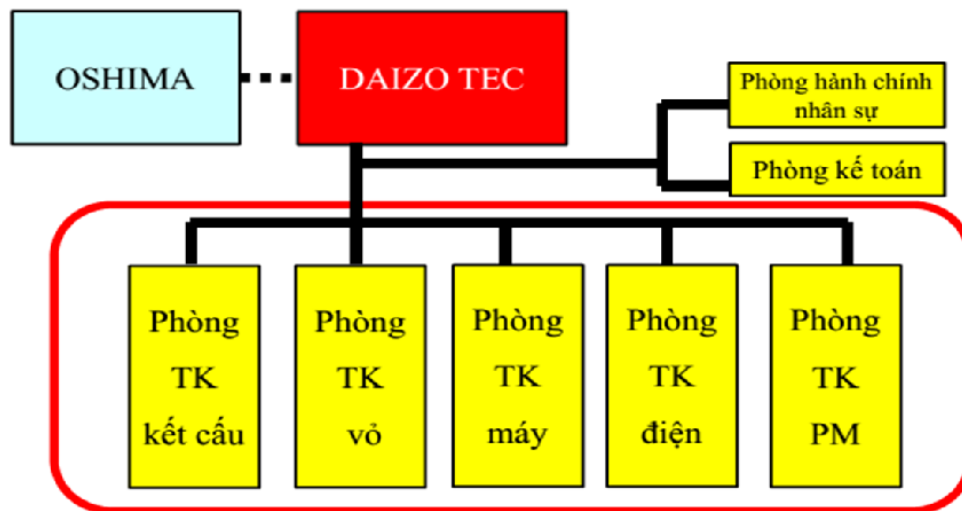 OSHIMA
DAIZO TEC
Phòng hành chính
nhân sự
Phòng kế toán
Phòng
TK
kết cấu
Phòng
TK
vỏ
Phòng
TK
máy
Phòng
TK
điện
Phòng
TK
PM